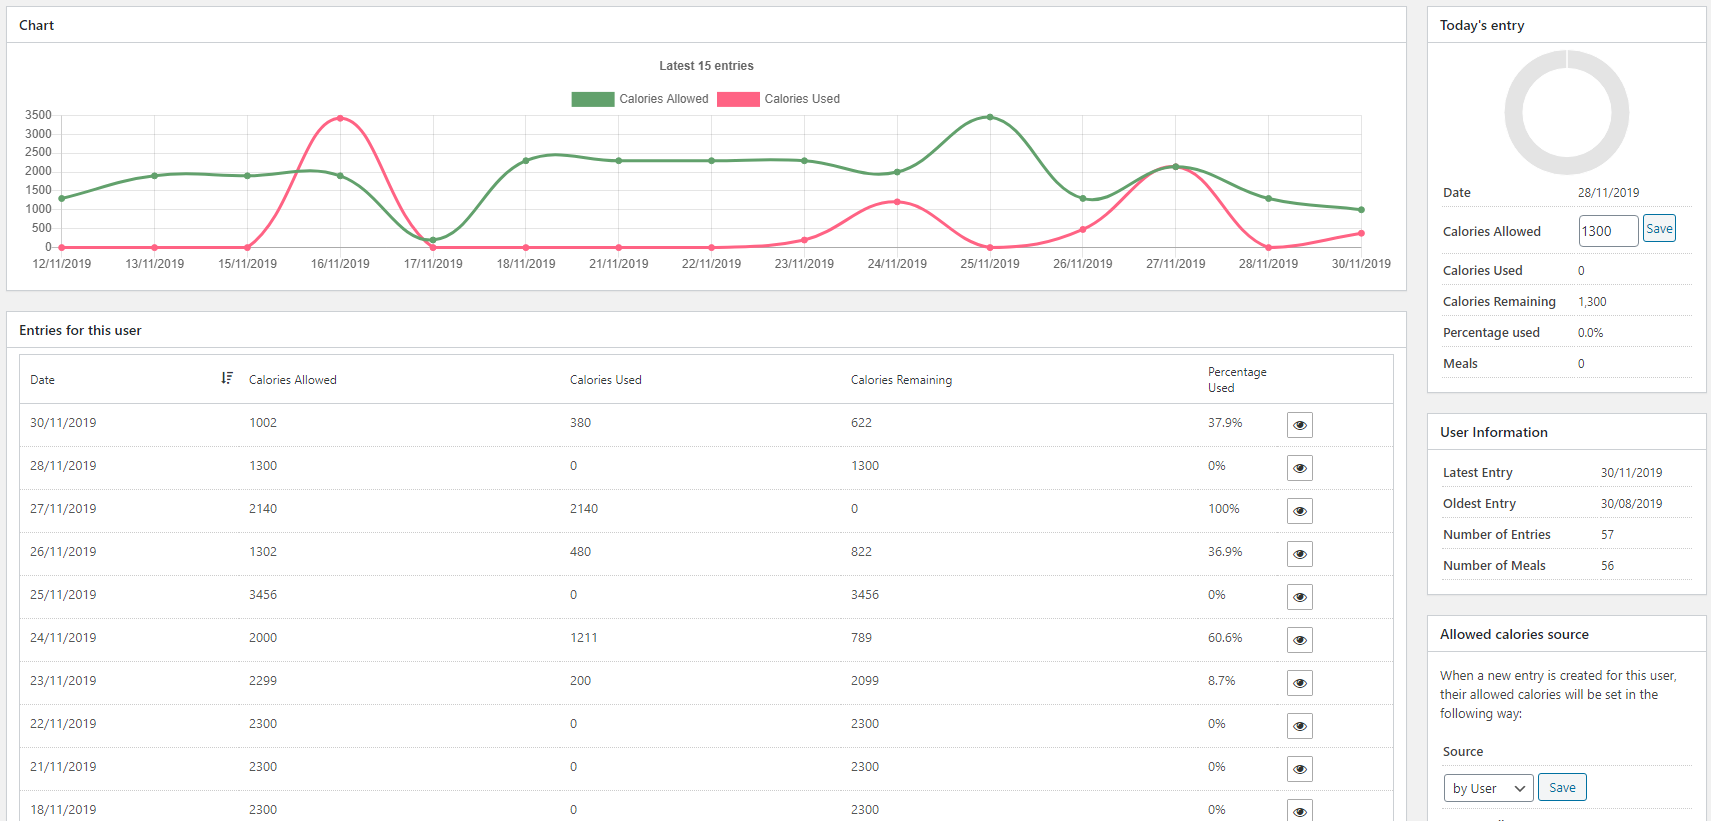 Chart
Latest 15 entries
Calories Allowed Calories Used
3500
3000
2500
2000
1500
1000
500
0
12/11/2019 13/11/2019 15/11/2019 16/11/2019 17/11/2019 18/11/2019 21/11/2019 22/11/2019 23/11/2019 24/11/2019 25/11/2019 26/11/2019 27/11/2019 28/11/2019 30/11/2019
Entries for this user
Date Calories Allowed Calories Used Calories Remaining Percentage
Used
30/11/2019 1002 380 622 37.9%
28/11/2019 1300 0 1300 0%
27/11/2019 2140 2140 0 100%
26/11/2019 1302 480 822 36.9%
25/11/2019 3456 0 3456 0%
24/11/2019 2000 1211 789 60.6%
23/11/2019 2299 200 2099 8.7%
22/11/2019 2300 0 2300 0%
21/11/2019 2300 0 2300 0%
18/11/2019 2300 0 2300 0%
Today's entry
Date 28/11/2019
Calories Allowed 1300 Save
Calories Used 0
Calories Remaining 1,300
Percentage used 0.0%
Meals 0
User Information
Latest Entry 30/11/2019
Oldest Entry 30/08/2019
Number of Entries 57
Number of Meals 56
Allowed calories source
When a new entry is created for this user,
their allowed calories will be set in the
following way:
Source
by User Save